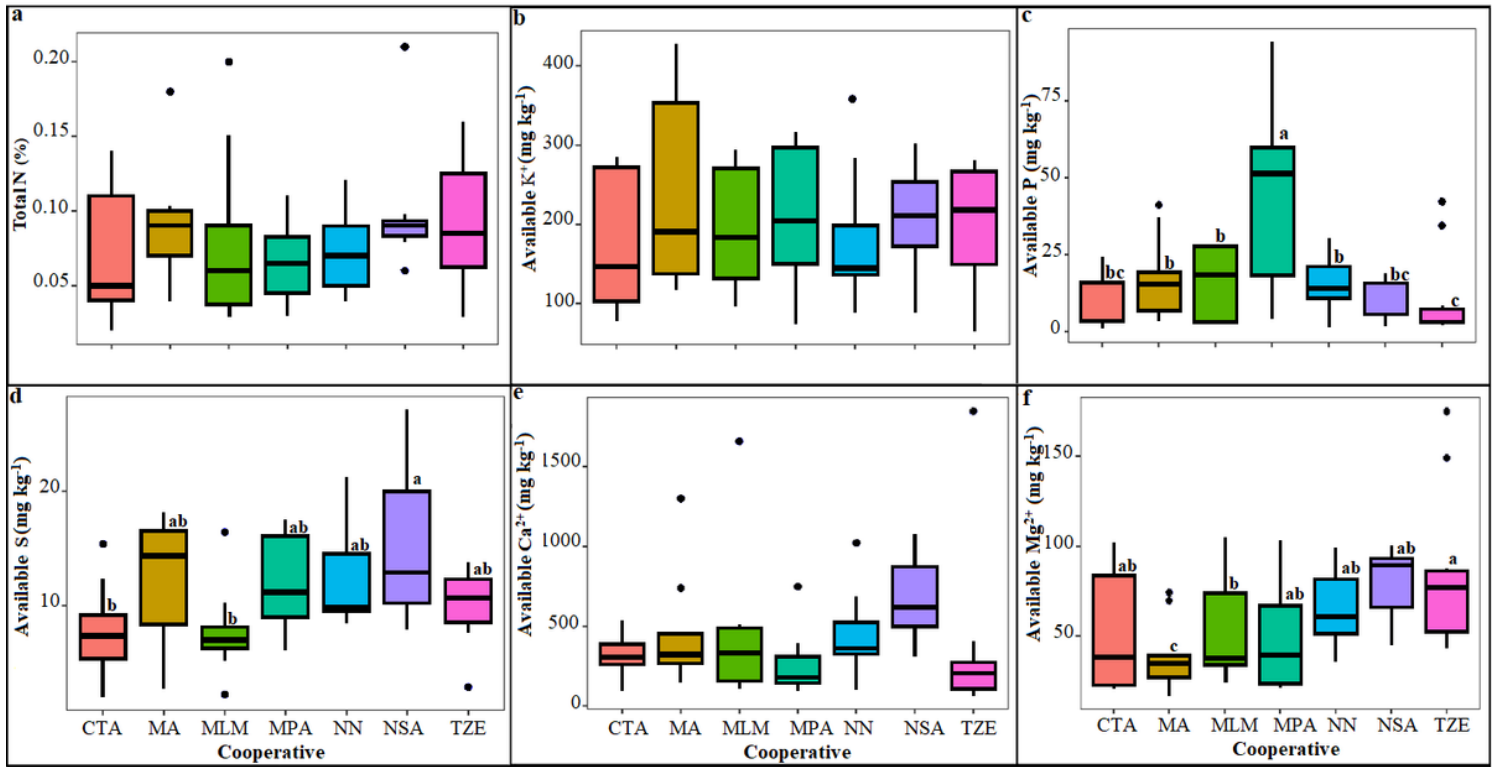 a
Total N (%)
0.20
0.15
0.10
0.05
b
Available K⁺ (mg kg⁻¹)
400
300
200
100
c
Available P (mg kg⁻¹)
75
50
25
0
bc
b
b
a
b
bc
c
d
Available S (mg kg⁻¹)
20
10
b
ab
b
ab
ab
a
ab
CTA MA MLM MPA NN NSA TZE
Cooperative
e
Available Ca²⁺ (mg kg⁻¹)
1500
1000
500
0
CTA MA MLM MPA NN NSA TZE
Cooperative
f
Available Mg²⁺ (mg kg⁻¹)
150
100
50
ab
c
b
ab
ab
ab
a
CTA MA MLM MPA NN NSA TZE
Cooperative